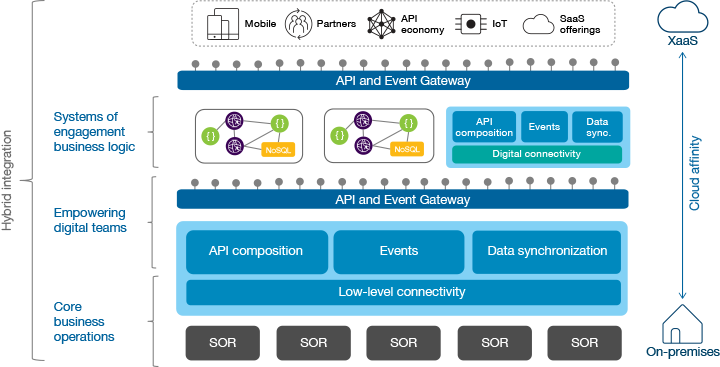 Mobile
Partners
API
economy
IoT
SaaS
offerings
XaaS
API and Event Gateway
Systems of
engagement
business logic
{ }
{ }
NoSQL
{ }
{ }
NoSQL
API
composition
Events
Data
sync.
Digital connectivity
Hybrid integration
Cloud affinity
API and Event Gateway
Empowering
digital teams
API composition
Events
Data synchronization
Low-level connectivity
Core
business
operations
SOR
SOR
SOR
SOR
SOR
On-premises